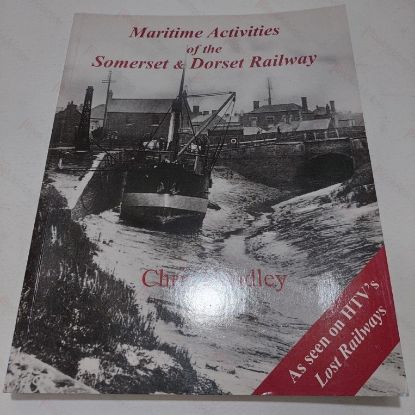 Maritime Activities
of the
Somerset & Dorset Railway
As seen on HTV's
Lost Railways